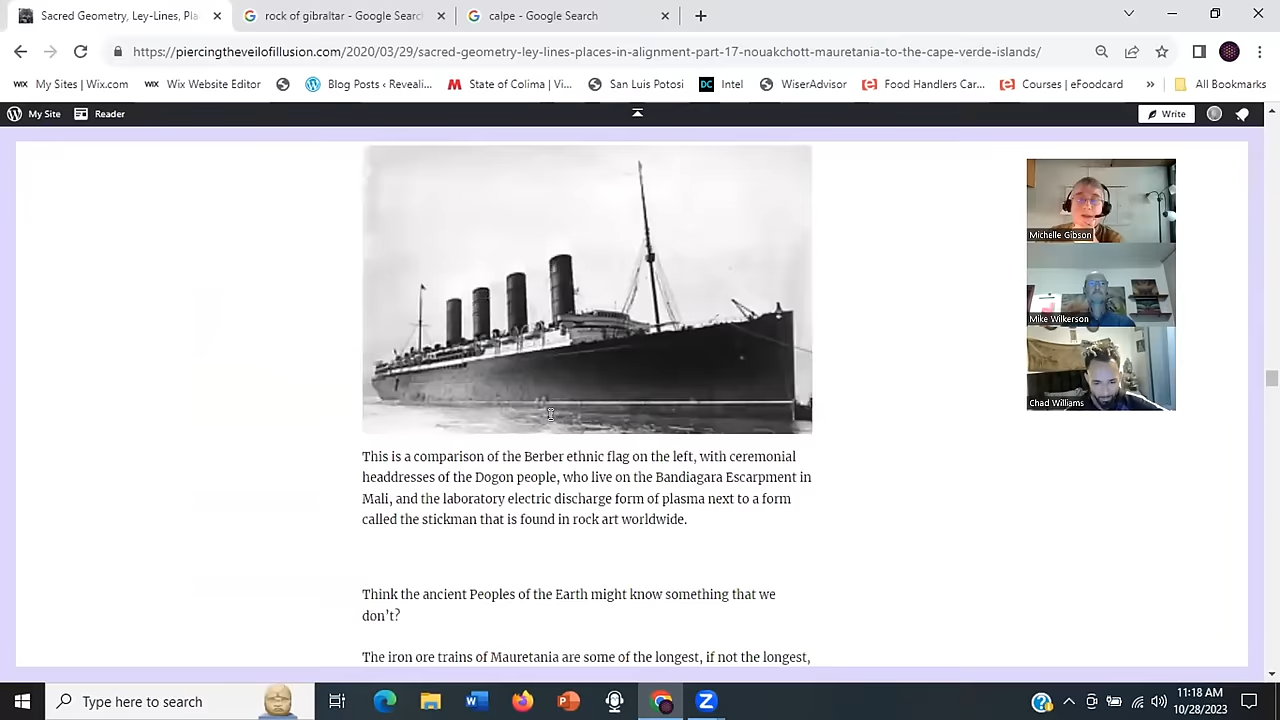 Sacred Geometry, Ley-Lines, Pla
rock of gibraltar - Google Searc
calpe - Google Search
https://piercingtheveilofillusion.com/2020/03/29/sacred-geometry-ley-lines-places-in-alignment-part-17-nouakchott-mauretania-to-the-cape-verde-islands/
WIX My Sites | Wix.com
WIX Wix Website Editor
Blog Posts ‹ Reveali...
State of Colima | Vi...
San Luis Potosi
DC Intel
WiserAdvisor
Food Handlers Car...
Courses | eFoodcard
»
All Bookmarks
My Site
Reader
Write
Michelle Gibson
Mike Wilkerson
Chad Williams
This is a comparison of the Berber ethnic flag on the left, with ceremonial
headdresses of the Dogon people, who live on the Bandiagara Escarpment in
Mali, and the laboratory electric discharge form of plasma next to a form
called the stickman that is found in rock art worldwide.
Think the ancient Peoples of the Earth might know something that we
don't?
The iron ore trains of Mauretania are some of the longest, if not the longest,
Type here to search
11:18 AM
10/28/2023